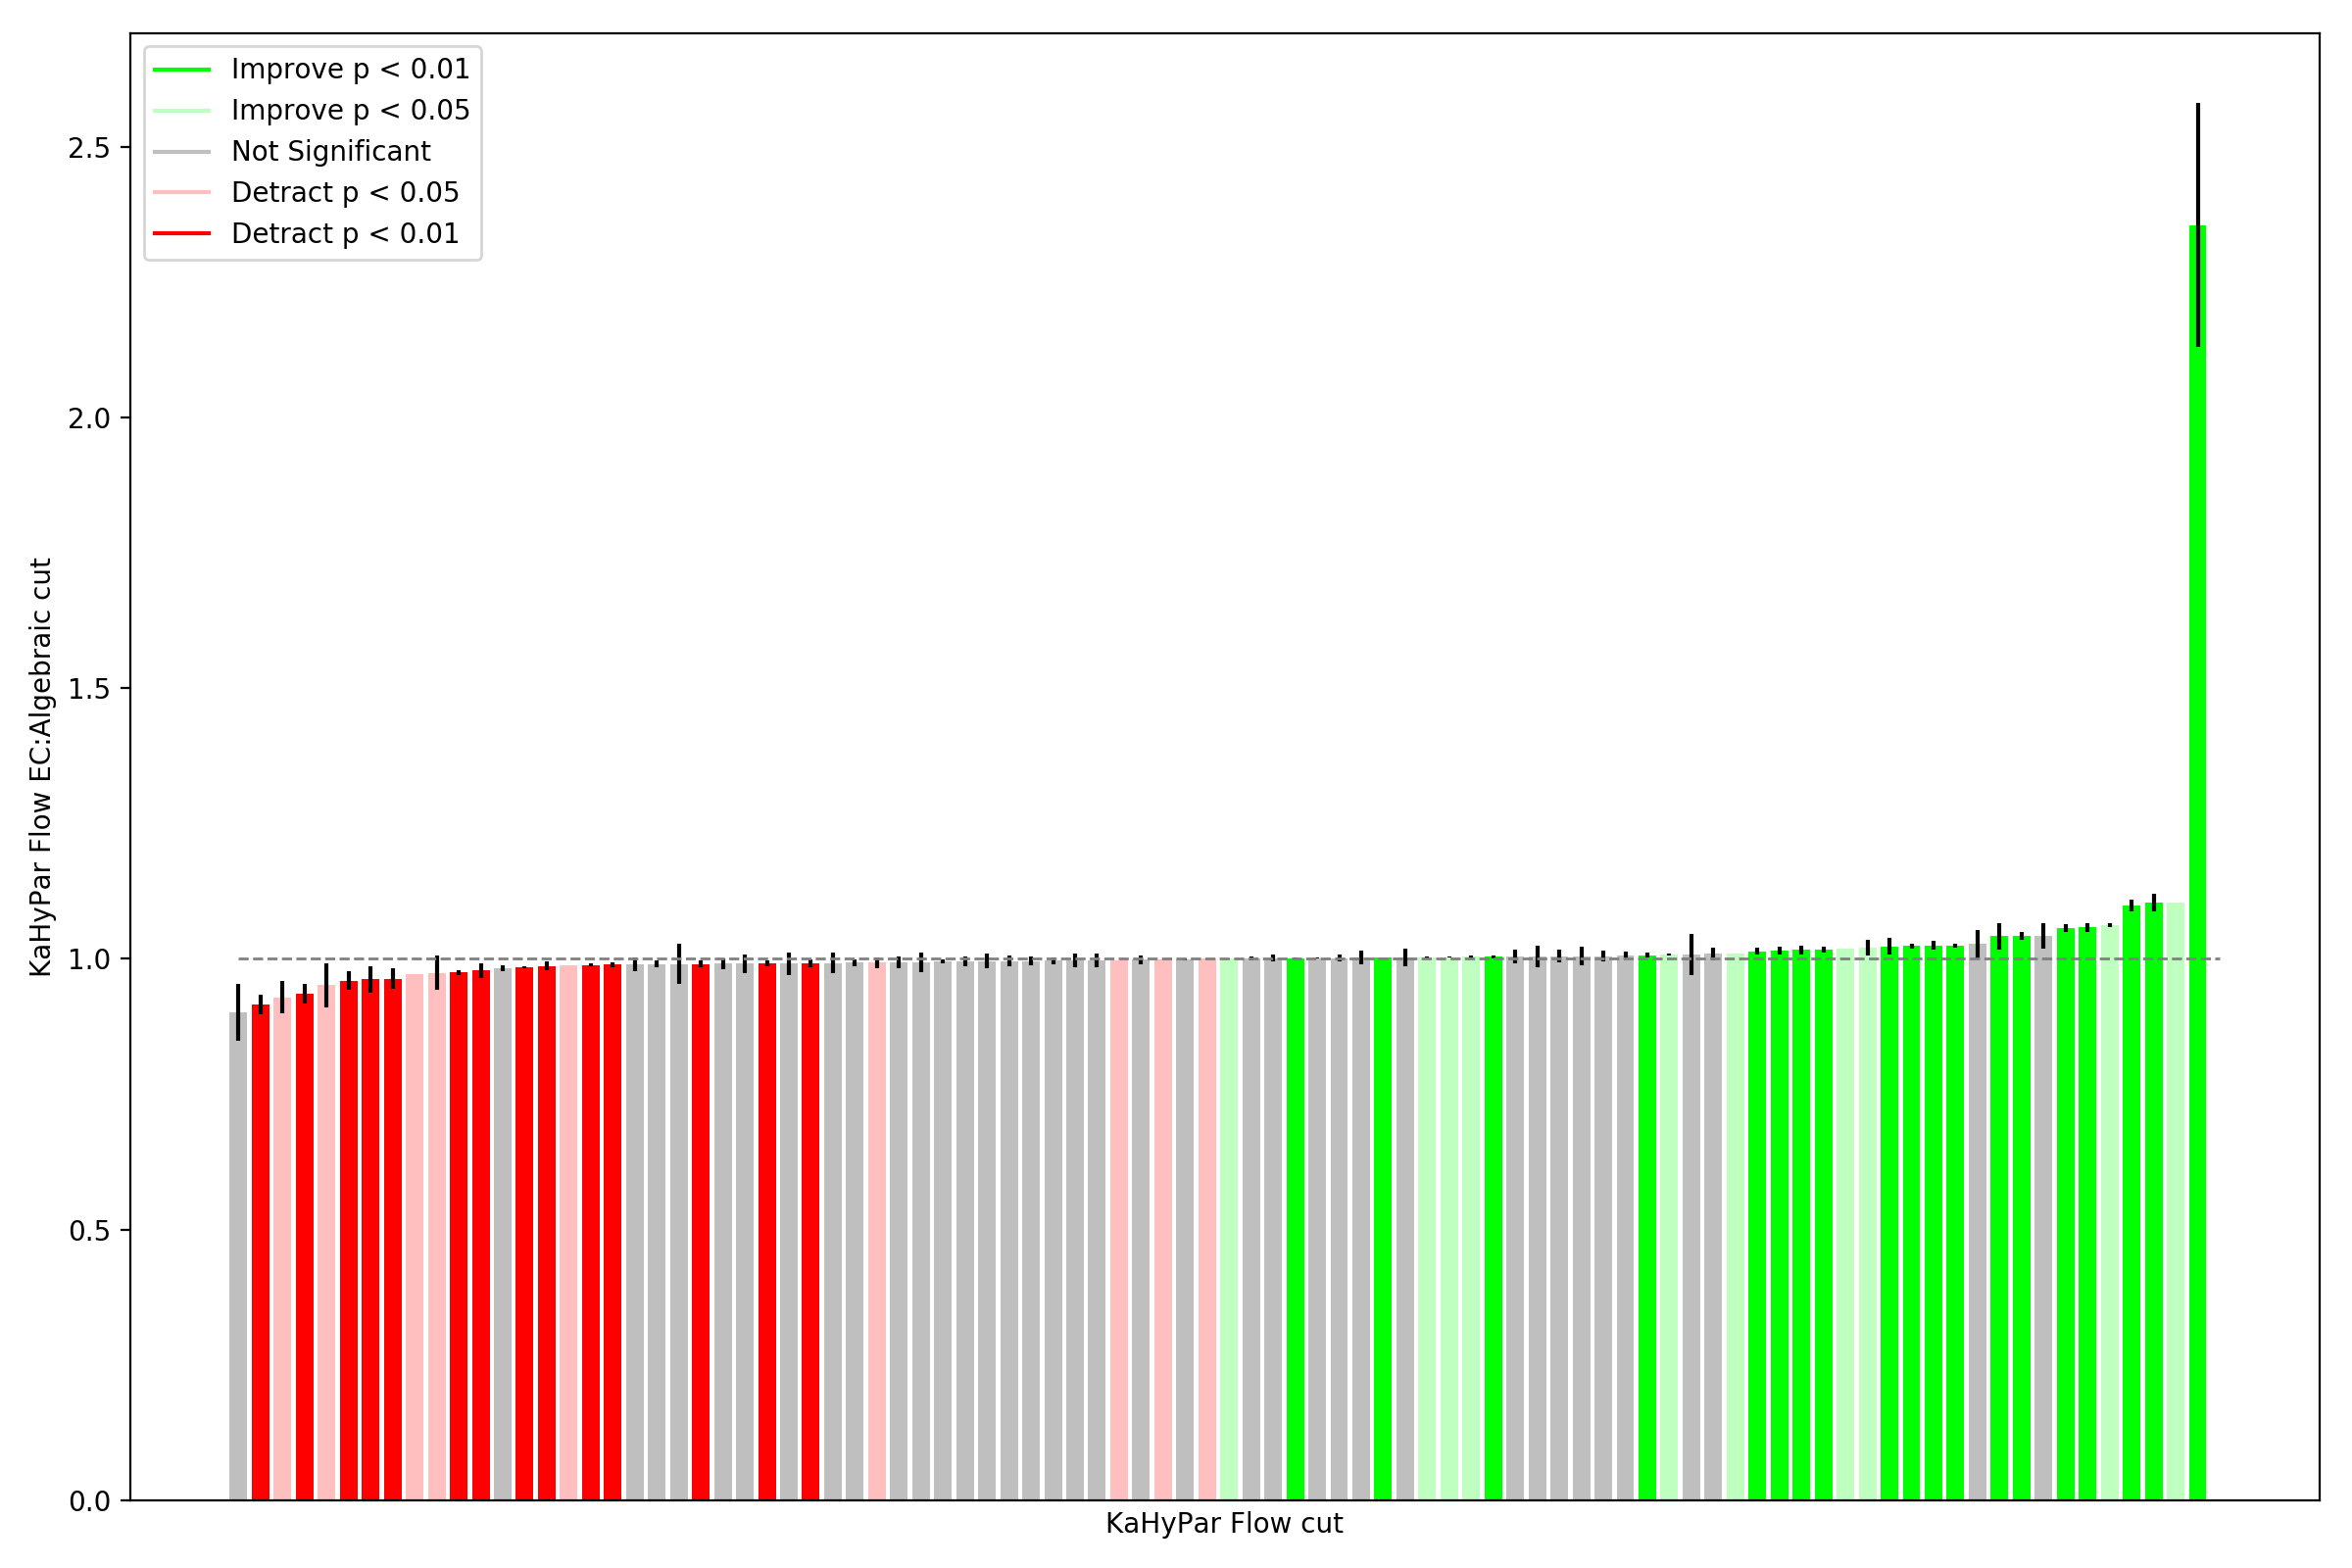 Improve p < 0.01
Improve p < 0.05
Not Significant
Detract p < 0.05
Detract p < 0.01
2.5
2.0
1.5
1.0
0.5
0.0
KaHyPar Flow EC:Algebraic cut
KaHyPar Flow cut